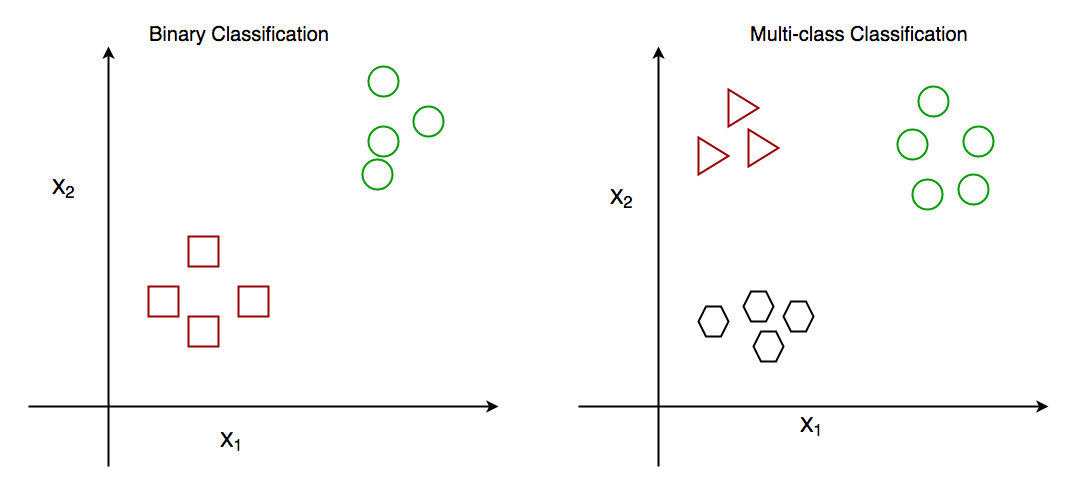 Binary Classification
X2
X1
Multi-class Classification
X2
X1